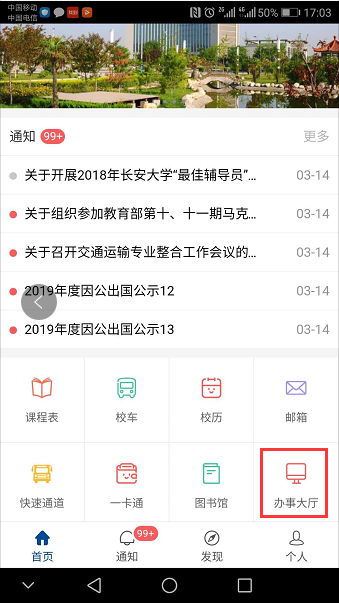 中国移动
中国电信
2G 4G 50% 17:03
通知 99+ 更多
关于开展2018年长安大学“最佳辅导员”... 03-14
关于组织参加教育部第十、十一期马克... 03-14
关于召开交通运输专业整合工作会议的... 03-14
2019年度因公出国公示12 03-14
2019年度因公出国公示13 03-14
课程表 校车 校历 邮箱
快速通道 一卡通 图书馆 办事大厅
99+
首页 通知 发现 个人